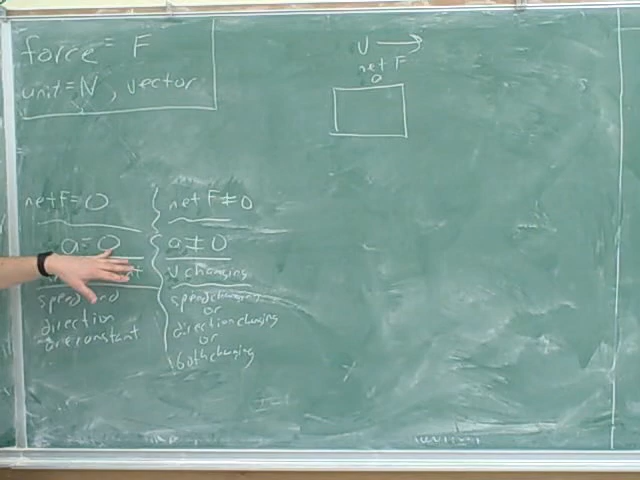 force = F
unit = N, vector
v
net F
0
net F = 0
a = 0
speed and
direction
are constant
net F ≠ 0
a ≠ 0
v changing
speed changing
or
direction changing
or
both changing